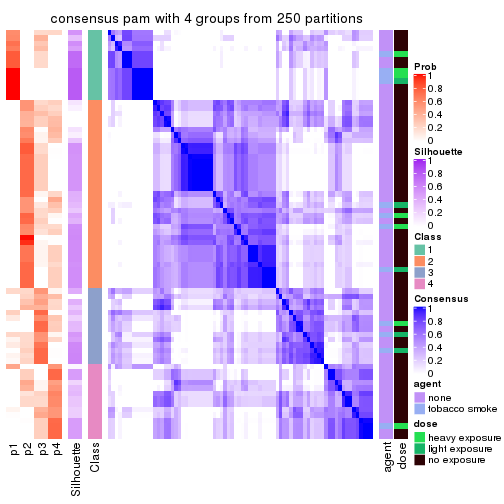 consensus pam with 4 groups from 250 partitions
Prob
1
0.8
0.6
0.4
0.2
0
Silhouette
1
0.8
0.6
0.4
0.2
0
Class
1
2
3
4
Consensus
1
0.8
0.6
0.4
0.2
0
agent
none
tobacco smoke
dose
heavy exposure
light exposure
no exposure
p1
p2
p3
p4
Silhouette
Class
agent
dose